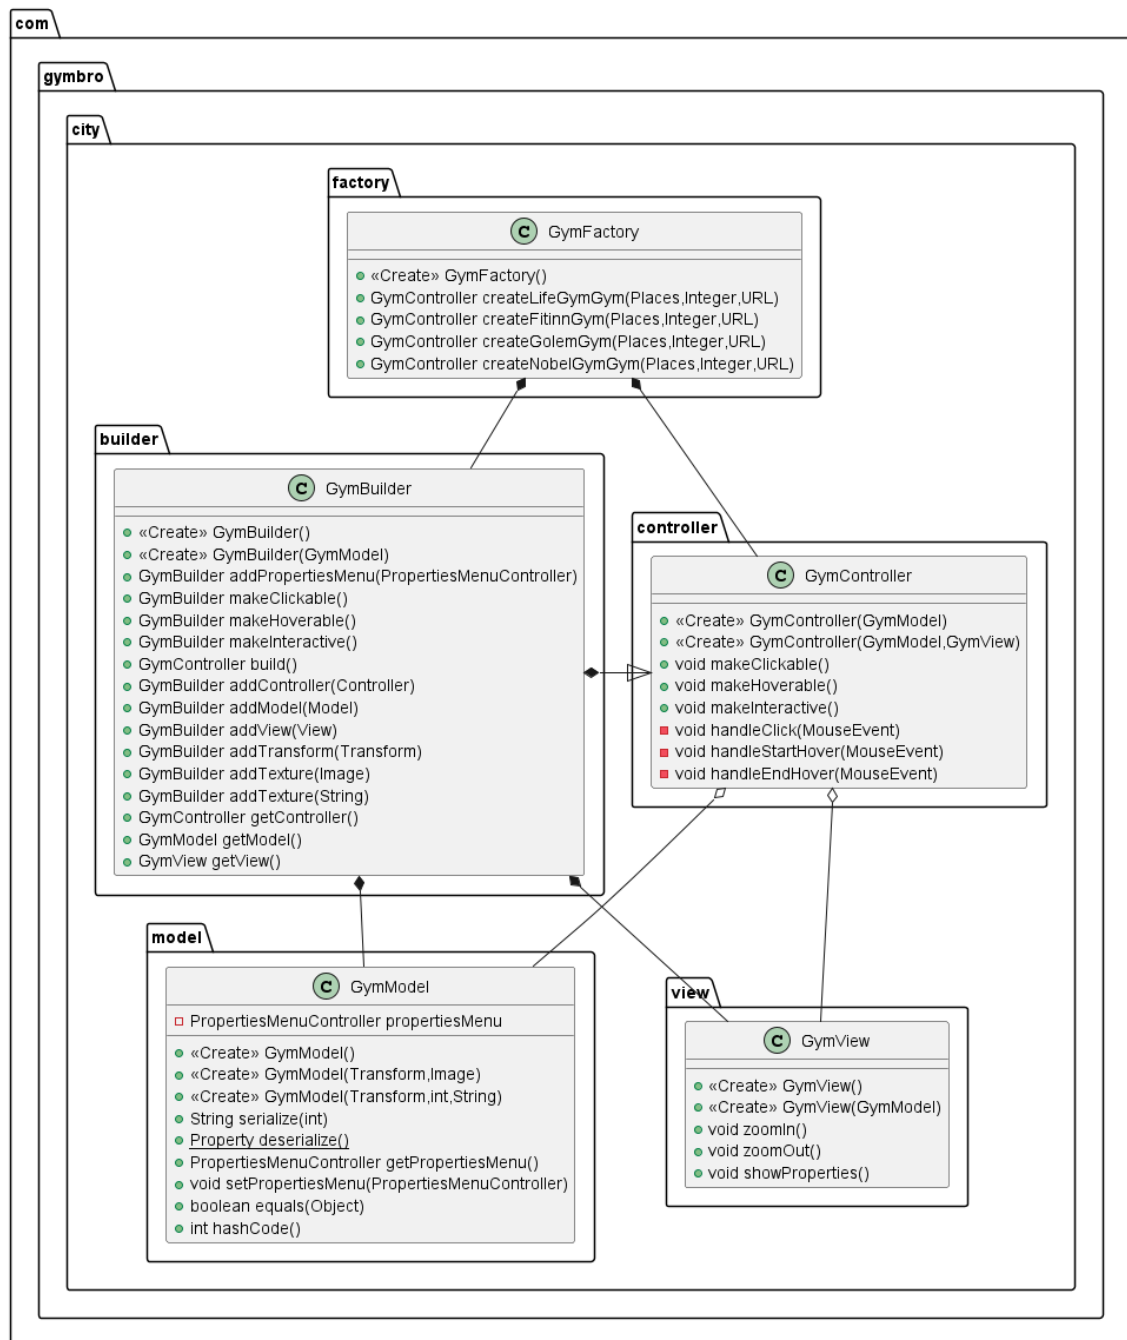 com
gymbro
city
factory
C GymFactory
«Create» GymFactory()
GymController createLifeGymGym(Places,Integer,URL)
GymController createFitinnGym(Places,Integer,URL)
GymController createGolemGym(Places,Integer,URL)
GymController createNobelGymGym(Places,Integer,URL)
builder
C GymBuilder
«Create» GymBuilder()
«Create» GymBuilder(GymModel)
GymBuilder addPropertiesMenu(PropertiesMenuController)
GymBuilder makeClickable()
GymBuilder makeHoverable()
GymBuilder makeInteractive()
GymController build()
GymBuilder addController(Controller)
GymBuilder addModel(Model)
GymBuilder addView(View)
GymBuilder addTransform(Transform)
GymBuilder addTexture(Image)
GymBuilder addTexture(String)
GymController getController()
GymModel getModel()
GymView getView()
controller
C GymController
«Create» GymController(GymModel)
«Create» GymController(GymModel,GymView)
void makeClickable()
void makeHoverable()
void makeInteractive()
void handleClick(MouseEvent)
void handleStartHover(MouseEvent)
void handleEndHover(MouseEvent)
model
C GymModel
PropertiesMenuController propertiesMenu
«Create» GymModel()
«Create» GymModel(Transform,Image)
«Create» GymModel(Transform,int,String)
String serialize(int)
Property deserialize()
PropertiesMenuController getPropertiesMenu()
void setPropertiesMenu(PropertiesMenuController)
boolean equals(Object)
int hashCode()
view
C GymView
«Create» GymView()
«Create» GymView(GymModel)
void zoomIn()
void zoomOut()
void showProperties()